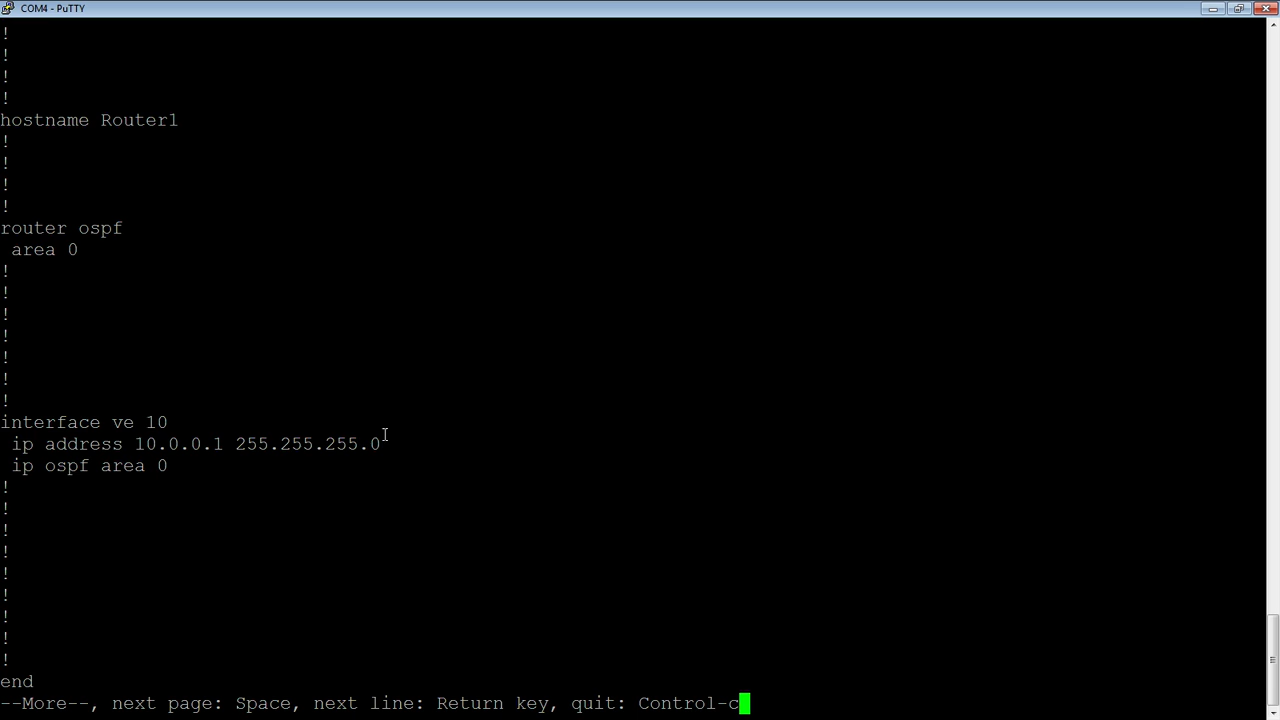 COM4 - PuTTY
!
!
!
!
hostname Router1
!
!
!
!
router ospf
 area 0
!
!
!
!
!
!
!
interface ve 10
 ip address 10.0.0.1 255.255.255.0
 ip ospf area 0
!
!
!
!
!
!
!
!
!
end
--More--, next page: Space, next line: Return key, quit: Control-c